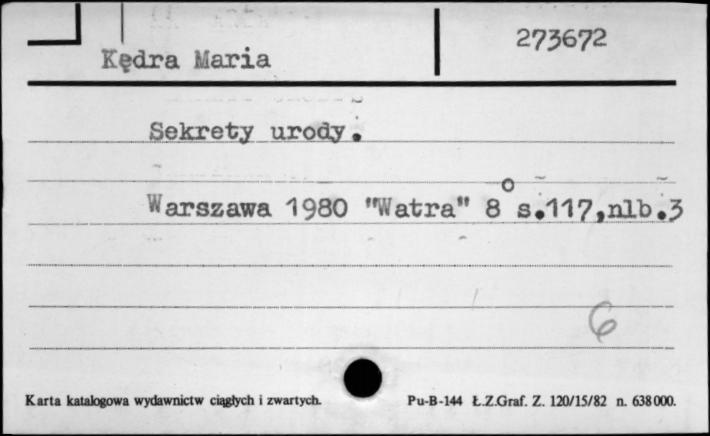 273672
Kędra Maria
Sekrety urody.
Warszawa 1980 "Watra" 8° s.117,nlb.3
6
Karta katalogowa wydawnictw ciągłych i zwartych. Pu-B-144 Ł.Z.Graf. Z. 120/15/82 n. 638 000.